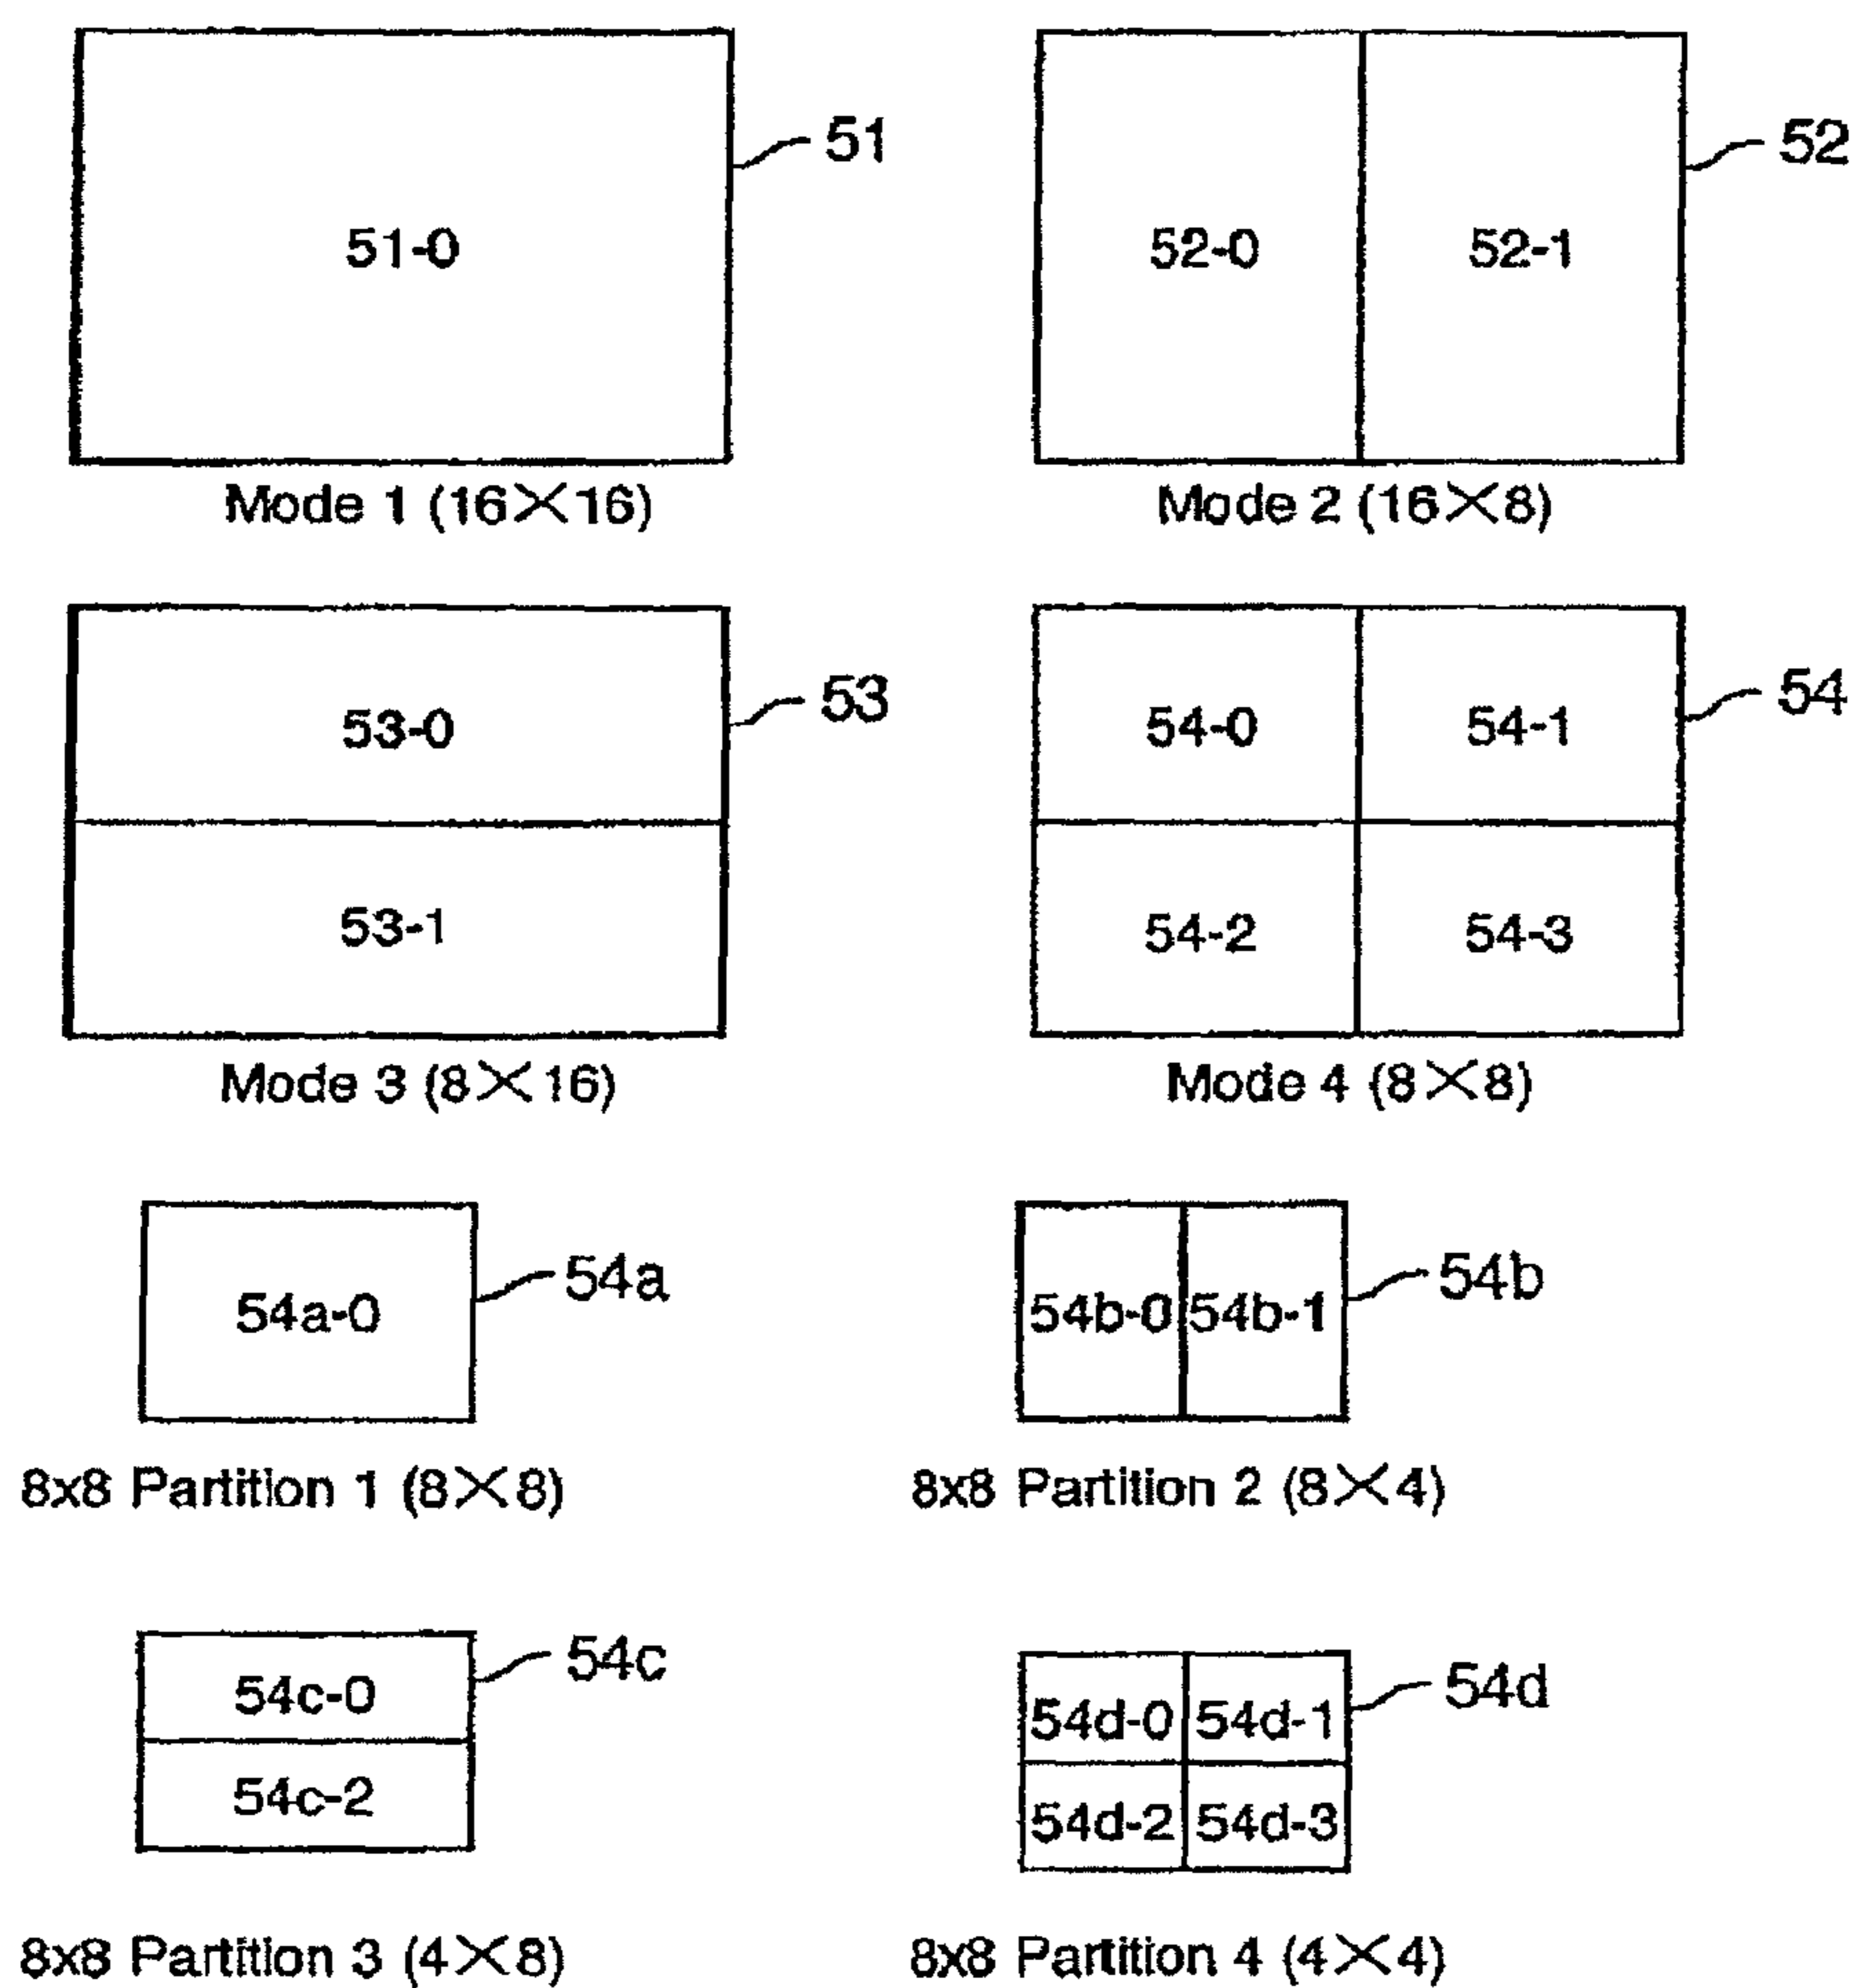 51
51-0
Mode 1 (16×16)
52
52-0
52-1
Mode 2 (16×8)
53
53-0
53-1
Mode 3 (8×16)
54
54-0
54-1
54-2
54-3
Mode 4 (8×8)
54a
54a-0
8x8 Partition 1 (8×8)
54b
54b-0
54b-1
8x8 Partition 2 (8×4)
54c
54c-0
54c-2
8x8 Partition 3 (4×8)
54d
54d-0
54d-1
54d-2
54d-3
8x8 Partition 4 (4×4)